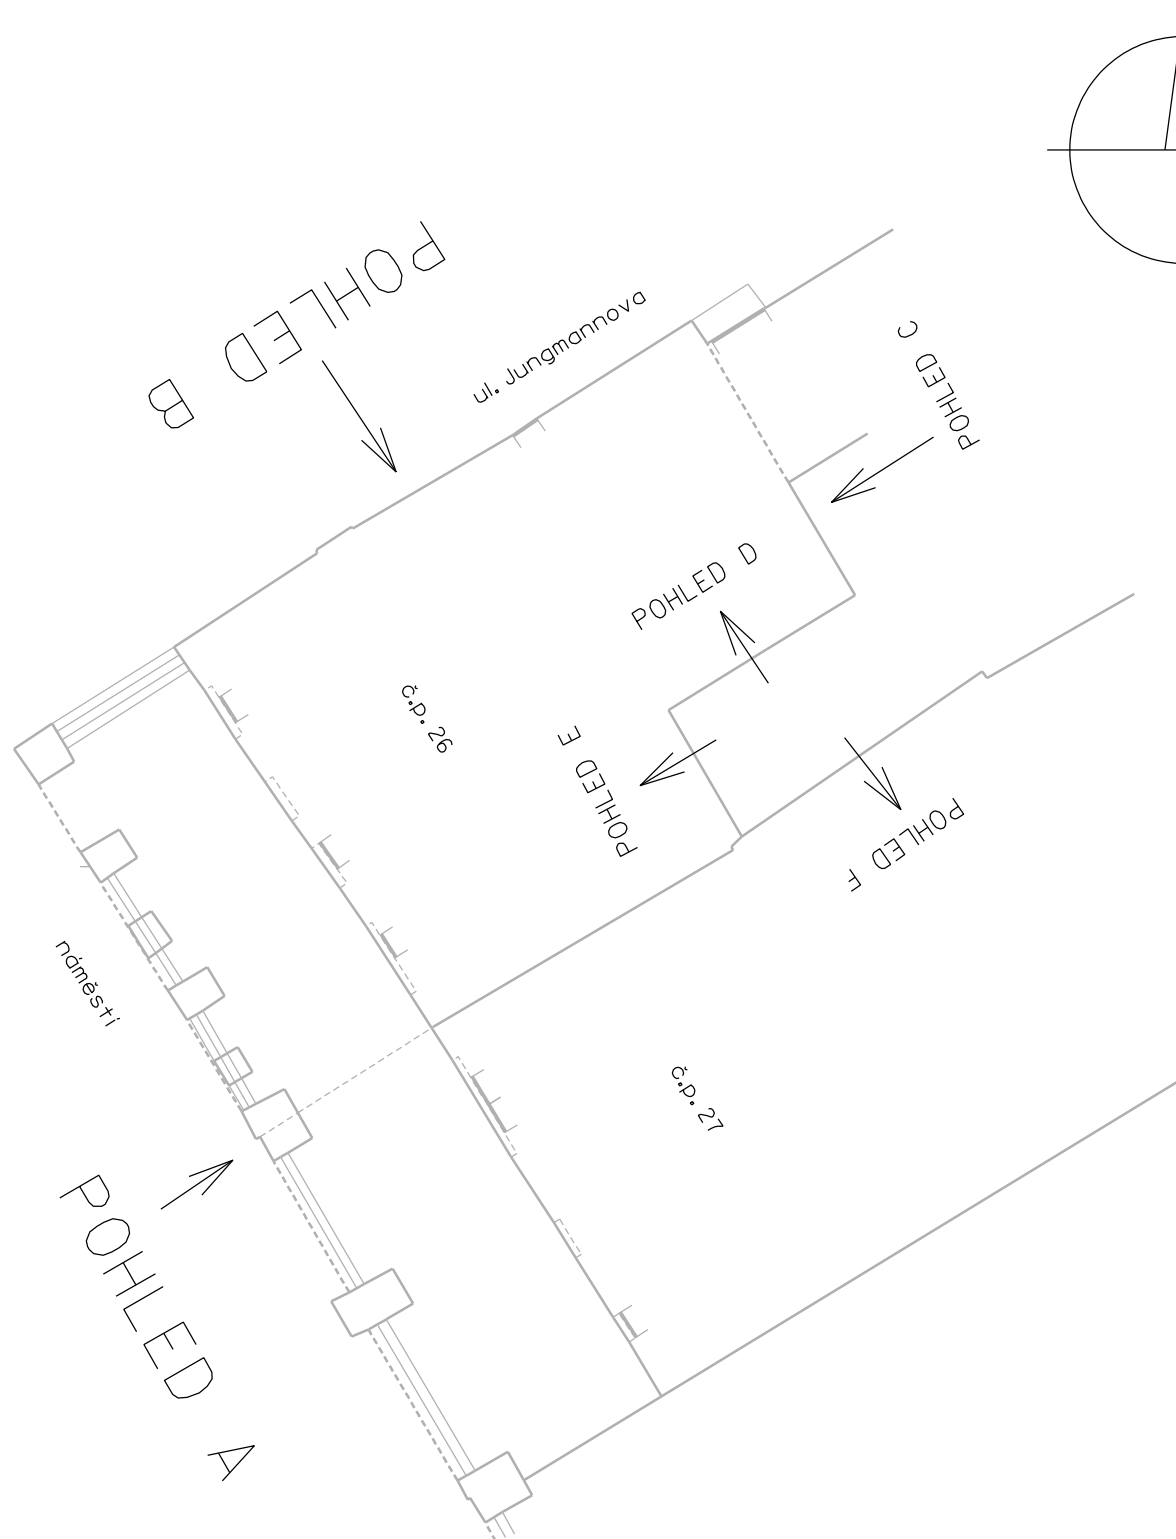 POHLED B
ul. Jungmannova
POHLED C
POHLED D
č.p. 26
POHLED E
POHLED F
náměstí
č.p. 27
POHLED A